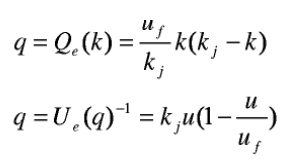 q = Q_e(k) = \frac{u_f}{k_j} k(k_j - k)
q = U_e(q)^{-1} = k_j u(1 - \frac{u}{u_f})